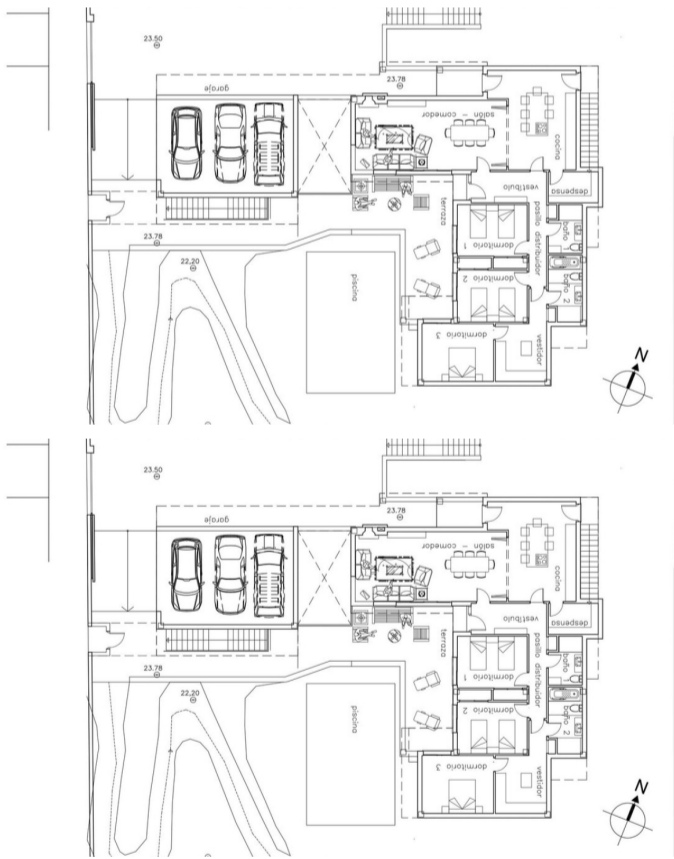 23.50
garaje
23.78
salón - comedor
cocina
despensa
vestíbulo
terraza
pasillo distribuidor
dormitorio
1
baño 1
23.78
22,20
piscina
2
dormitorio
baño 2
3
dormitorio
vestidor
N
23.50
garaje
23.78
salón - comedor
cocina
despensa
vestíbulo
terraza
pasillo distribuidor
dormitorio
1
baño 1
23.78
22,20
piscina
2
dormitorio
baño 2
3
dormitorio
vestidor
N